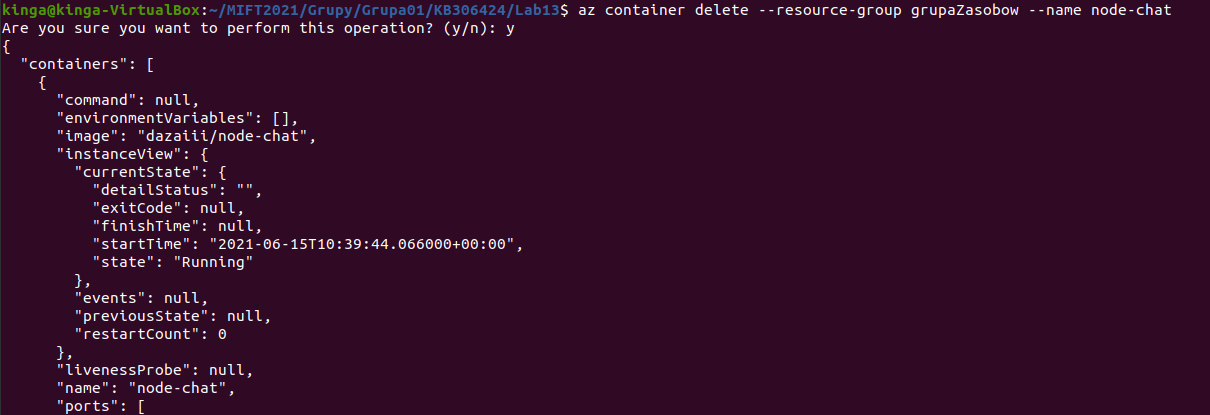 kinga@kinga-VirtualBox:~/MIFT2021/Grupy/Grupa01/KB306424/Lab13$ az container delete --resource-group grupaZasobow --name node-chat
Are you sure you want to perform this operation? (y/n): y
{
  "containers": [
    {
      "command": null,
      "environmentVariables": [],
      "image": "dazaiii/node-chat",
      "instanceView": {
        "currentState": {
          "detailStatus": "",
          "exitCode": null,
          "finishTime": null,
          "startTime": "2021-06-15T10:39:44.066000+00:00",
          "state": "Running"
        },
        "events": null,
        "previousState": null,
        "restartCount": 0
      },
      "livenessProbe": null,
      "name": "node-chat",
      "ports": [